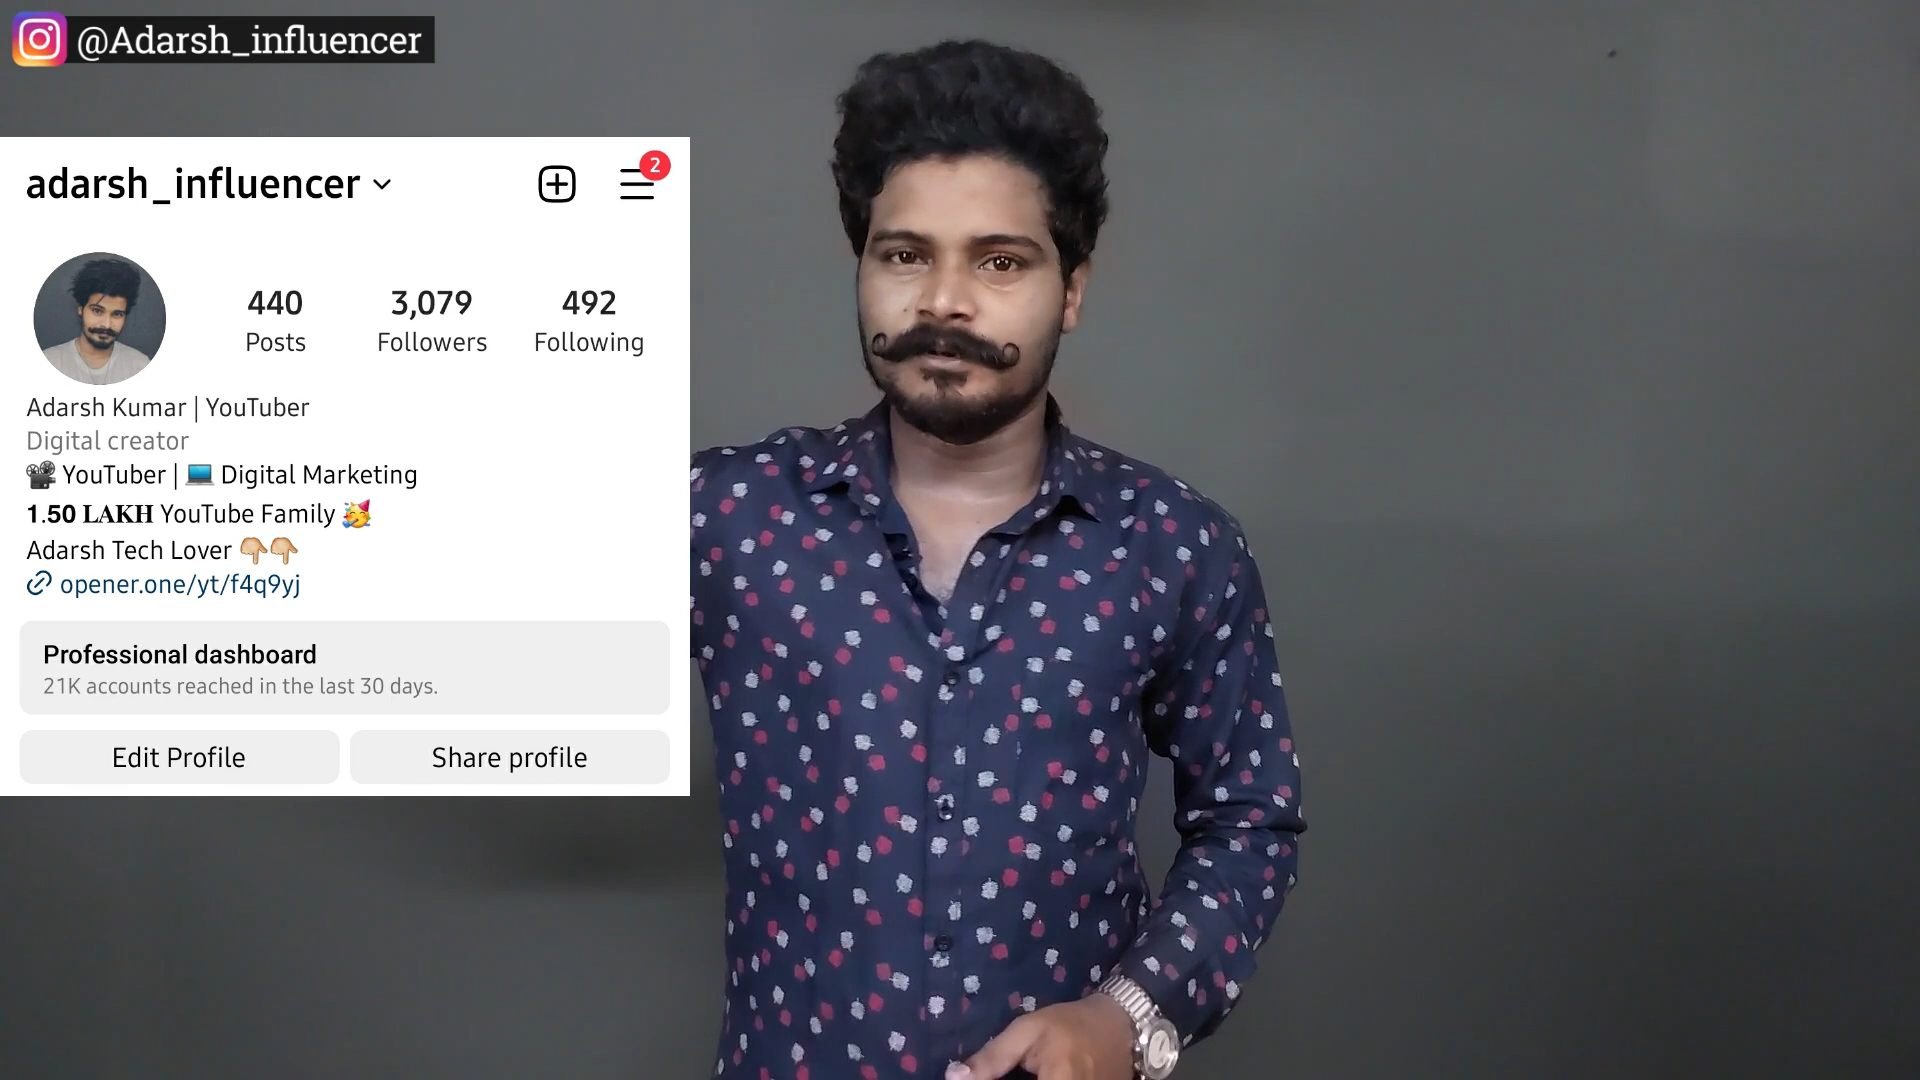 @Adarsh_influencer
adarsh_influencer
2
440 3,079 492
Posts Followers Following
Adarsh Kumar | YouTuber
Digital creator
🎥 YouTuber | 💻 Digital Marketing
1.50 LAKH YouTube Family 🥳
Adarsh Tech Lover 👇🏼👇🏼
opener.one/yt/f4q9yj
Professional dashboard
21K accounts reached in the last 30 days.
Edit Profile Share profile